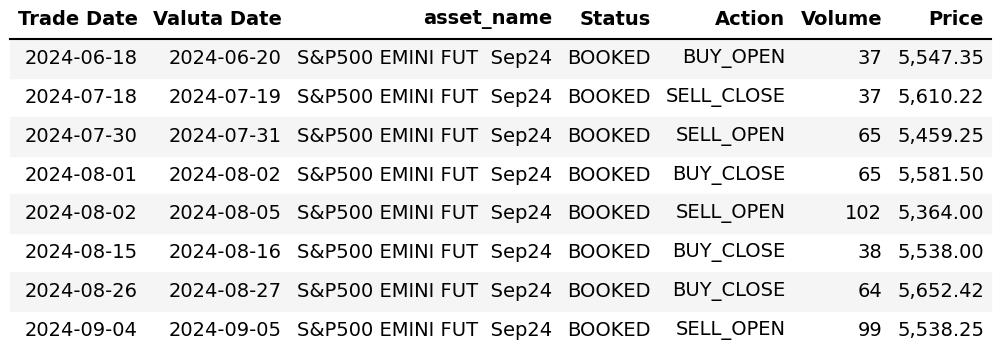 Trade Date Valuta Date asset_name Status Action Volume Price
2024-06-18 2024-06-20 S&P500 EMINI FUT  Sep24 BOOKED BUY_OPEN 37 5,547.35
2024-07-18 2024-07-19 S&P500 EMINI FUT  Sep24 BOOKED SELL_CLOSE 37 5,610.22
2024-07-30 2024-07-31 S&P500 EMINI FUT  Sep24 BOOKED SELL_OPEN 65 5,459.25
2024-08-01 2024-08-02 S&P500 EMINI FUT  Sep24 BOOKED BUY_CLOSE 65 5,581.50
2024-08-02 2024-08-05 S&P500 EMINI FUT  Sep24 BOOKED SELL_OPEN 102 5,364.00
2024-08-15 2024-08-16 S&P500 EMINI FUT  Sep24 BOOKED BUY_CLOSE 38 5,538.00
2024-08-26 2024-08-27 S&P500 EMINI FUT  Sep24 BOOKED BUY_CLOSE 64 5,652.42
2024-09-04 2024-09-05 S&P500 EMINI FUT  Sep24 BOOKED SELL_OPEN 99 5,538.25